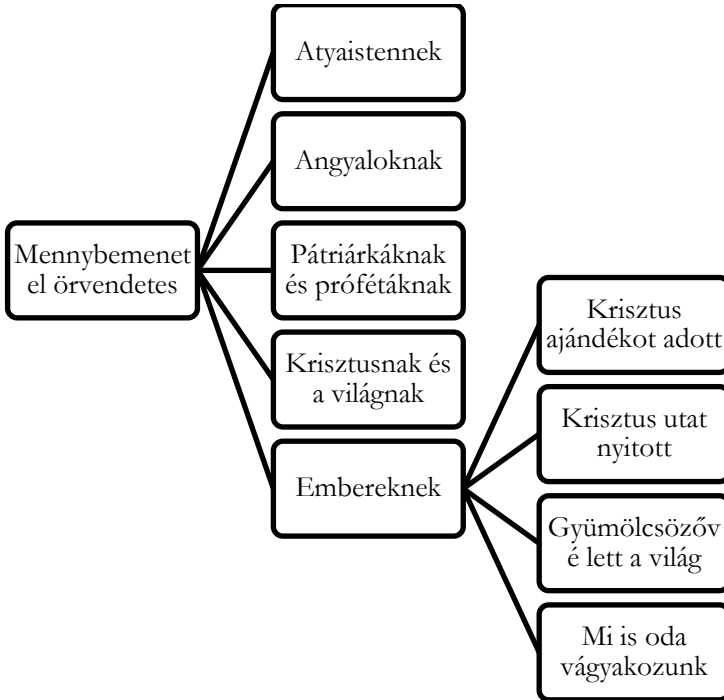 Mennybemenet
el örvendetes
Atyaistennek
Angyaloknak
Pátriárkáknak
és prófétáknak
Krisztusnak és
a világnak
Embereknek
Krisztus
ajándékot adott
Krisztus utat
nyitott
Gyümölcsözőv
é lett a világ
Mi is oda
vágyakozunk